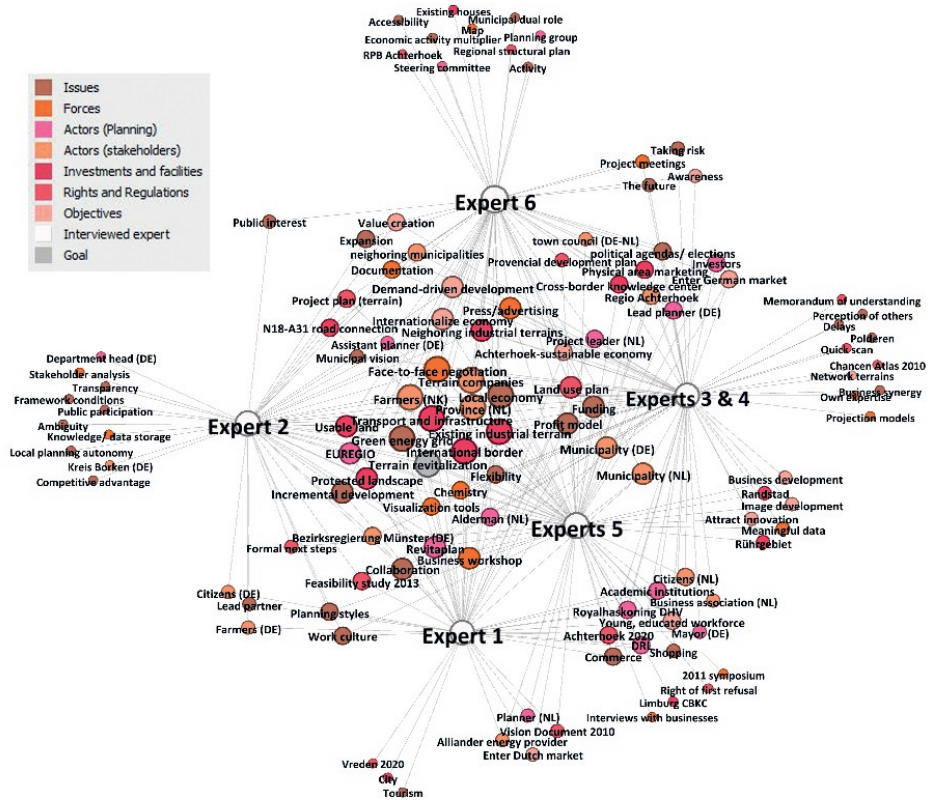 Existing houses
Accessibility
Municipal dual role
Map
Economic activity multiplier
Planning group
RPB Achterhoek
Regional structural plan
Steering committee
Activity
Issues
Forces
Actors (Planning)
Actors (stakeholders)
Investments and facilities
Rights and Regulations
Objectives
Interviewed expert
Goal
Taking risk
Project meetings
Awareness
The future
Expert 6
Public interest
Value creation
Expansion
neighoring municipalities
Documentation
town council (DE-NL)
political agendas/ elections
Provencial development plan
Investors
Physical area marketing
Enter German market
Cross-border knowledge center
Regio Achterhoek
Lead planner (DE)
Demand-driven development
Project plan (terrain)
Press/advertising
Internationalize economy
N18-A31 road connection
Neighoring industrial terrains
Assistant planner (DE)
Project leader (NL)
Municipal vision
Achterhoek-sustainable economy
Memorandum of understanding
Perception of others
Delays
Polderen
Quick scan
Chancen Atlas 2010
Network terrains
Business synergy
Own expertise
Projection models
Department head (DE)
Stakeholder analysis
Transparency
Framework conditions
Public participation
Ambiguity
Knowledge/ data storage
Local planning autonomy
Kreis Borken (DE)
Competitive advantage
Face-to-face negotiation
Terrain companies
Land use plan
Farmers (NK)
Local economy
Experts 3 & 4
Province (NL)
Funding
Expert 2
Transport and infrastructure
Usable land
Profit model
Existing industrial terrain
Green energy grid
EUREGIO
International border
Municipality (DE)
Terrain revitalization
Protected landscape
Flexibility
Municipality (NL)
Incremental development
Chemistry
Visualization tools
Alderman (NL)
Experts 5
Business development
Randstad
Image development
Attract innovation
Meaningful data
Rührgebiet
Bezirksregierung Münster (DE)
Formal next steps
Revitaplan
Business workshop
Collaboration
Feasibility study 2013
Citizens (DE)
Lead partner
Planning styles
Farmers (DE)
Work culture
Expert 1
Citizens (NL)
Academic institutions
Business association (NL)
Royalhaskoning DHV
Young, educated workforce
Achterhoek 2020
Mayor (DE)
DRL
Shopping
Commerce
2011 symposium
Right of first refusal
Limburg CBKC
Interviews with businesses
Planner (NL)
Vision Document 2010
Alliander energy provider
Enter Dutch market
Vreden 2020
City
Tourism